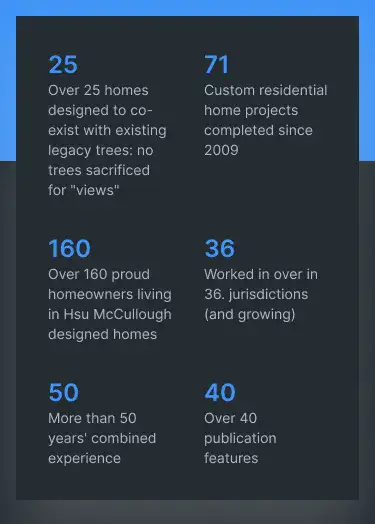 25
Over 25 homes
designed to co-
exist with existing
legacy trees: no
trees sacrificed
for "views"
71
Custom residential
home projects
completed since
2009
160
Over 160 proud
homeowners living
in Hsu McCullough
designed homes
36
Worked in over in
36. jurisdictions
(and growing)
50
More than 50
years' combined
experience
40
Over 40
publication
features